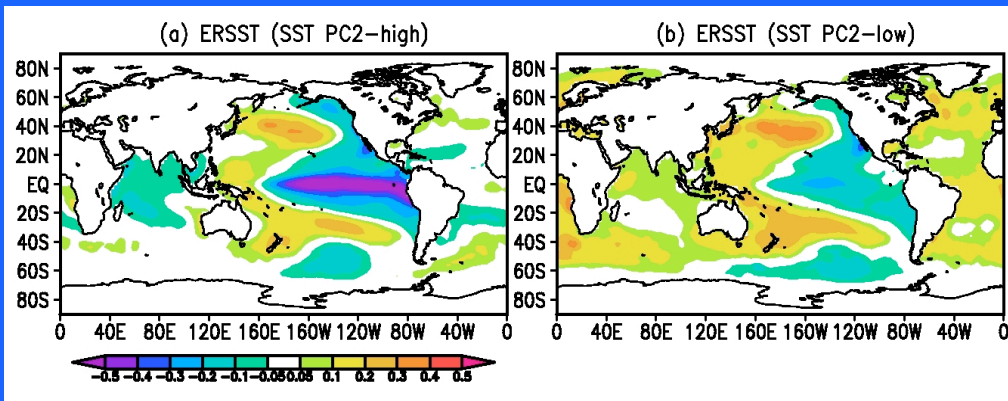 (a) ERSST (SST PC2-high)
(b) ERSST (SST PC2-low)
80N
60N
40N
20N
EQ
20S
40S
60S
80S
0 40E 80E 120E 160E 160W 120W 80W 40W 0
80N
60N
40N
20N
EQ
20S
40S
60S
80S
0 40E 80E 120E 160E 160W 120W 80W 40W 0
-0.5 -0.4 -0.3 -0.2 -0.1 -0.05 0.05 0.1 0.2 0.3 0.4 0.5